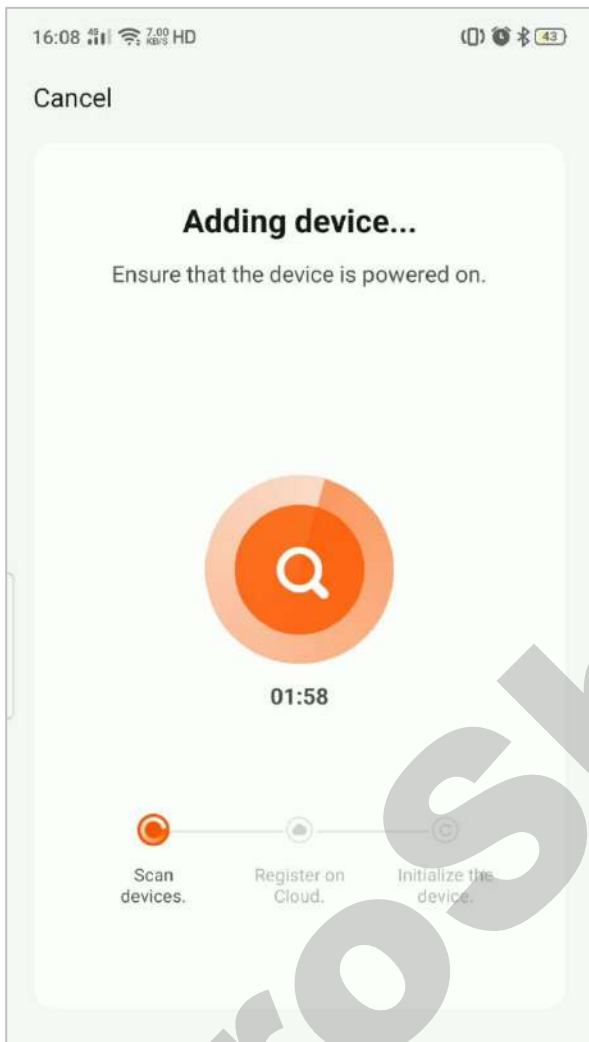 16:08 4G 7.00 KB/S HD 43
Cancel
Adding device...
Ensure that the device is powered on.
01:58
Scan devices.
Register on Cloud.
Initialize the device.